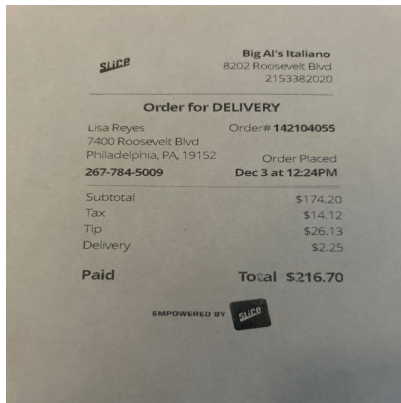 SLICE
Big Al's Italiano
8202 Roosevelt Blvd
2153382020
Order for DELIVERY
Lisa Reyes
7400 Roosevelt Blvd
Philadelphia, PA, 19152
267-784-5009
Order# 142104055
Order Placed
Dec 3 at 12:24PM
Subtotal $174.20
Tax $14.12
Tip $26.13
Delivery $2.25
Paid Total $216.70
EMPOWERED BY SLICE